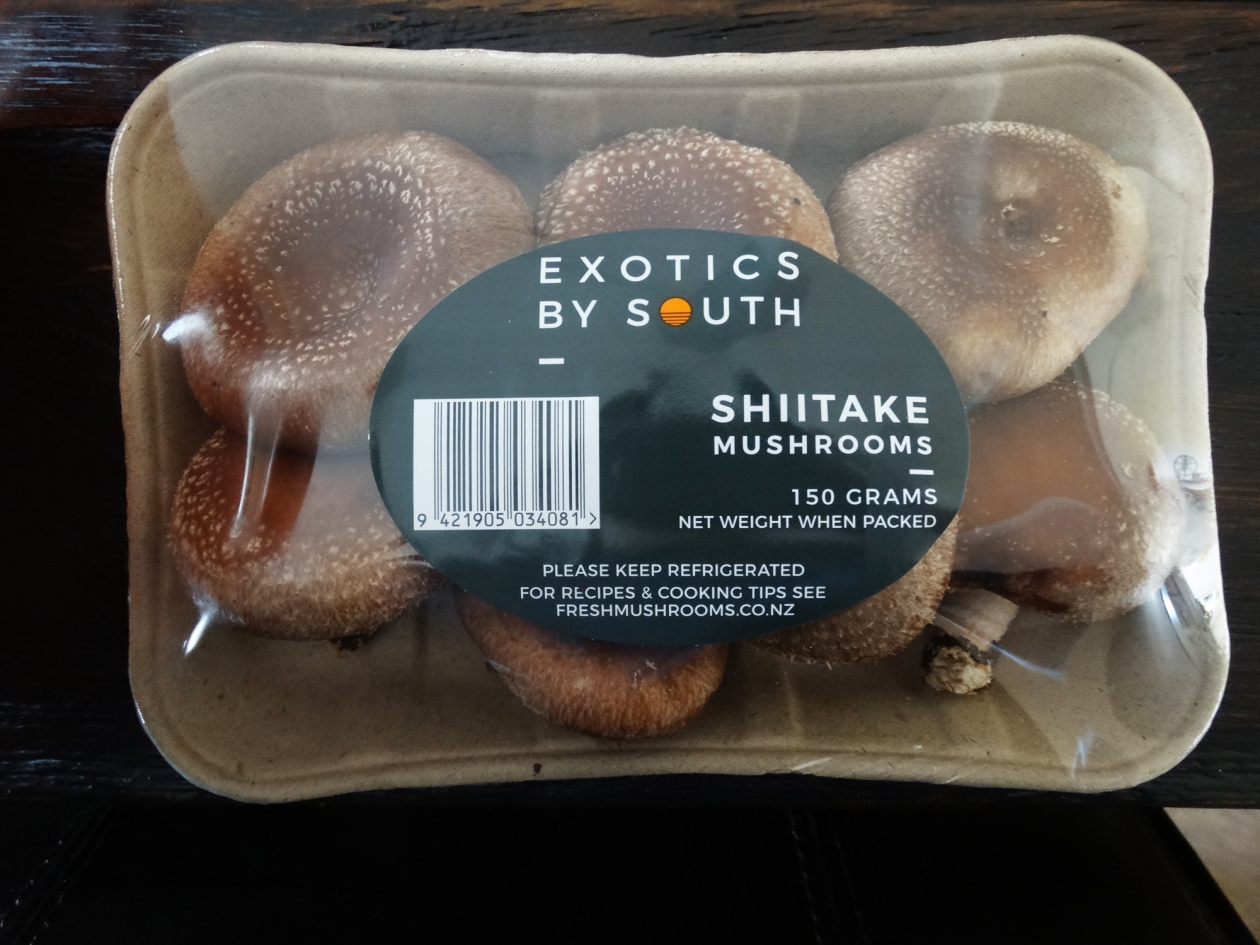 EXOTICS
BY SOUTH
SHIITAKE
MUSHROOMS
150 GRAMS
NET WEIGHT WHEN PACKED
9 421905 034081 >
PLEASE KEEP REFRIGERATED
FOR RECIPES & COOKING TIPS SEE
FRESHMUSHROOMS.CO.NZ